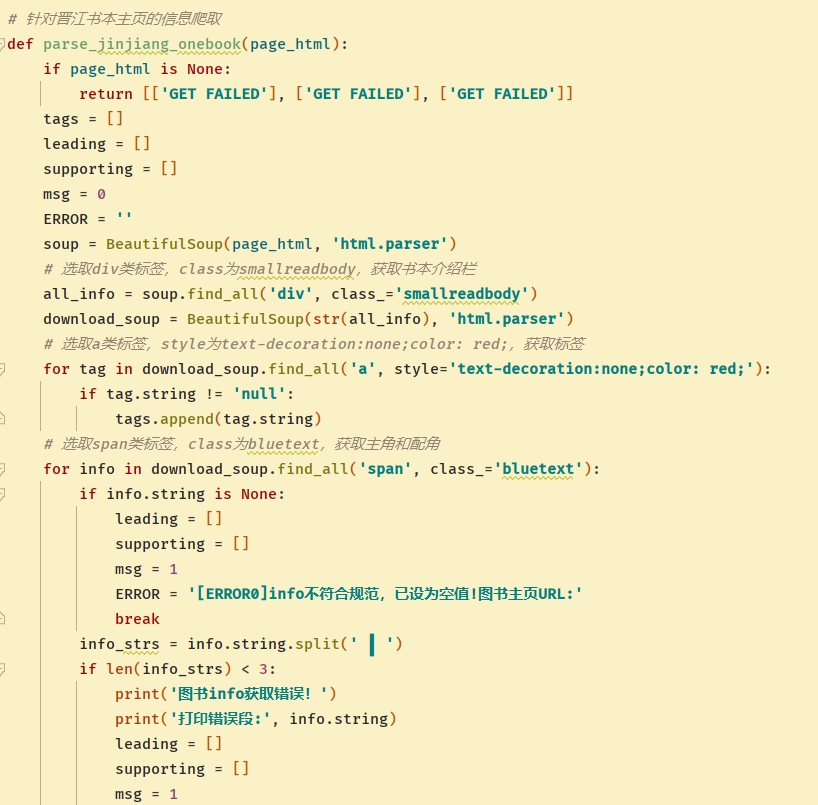 # 针对晋江书本主页的信息爬取
def parse_jinjiang_onebook(page_html):
    if page_html is None:
        return [['GET FAILED'], ['GET FAILED'], ['GET FAILED']]
    tags = []
    leading = []
    supporting = []
    msg = 0
    ERROR = ''
    soup = BeautifulSoup(page_html, 'html.parser')
    # 选取div类标签，class为smallreadbody，获取书本介绍栏
    all_info = soup.find_all('div', class_='smallreadbody')
    download_soup = BeautifulSoup(str(all_info), 'html.parser')
    # 选取a类标签，style为text-decoration:none;color: red;，获取标签
    for tag in download_soup.find_all('a', style='text-decoration:none;color: red;'):
        if tag.string != 'null':
            tags.append(tag.string)
    # 选取span类标签，class为bluetext，获取主角和配角
    for info in download_soup.find_all('span', class_='bluetext'):
        if info.string is None:
            leading = []
            supporting = []
            msg = 1
            ERROR = '[ERROR0]info不符合规范，已设为空值!图书主页URL:'
            break
        info_strs = info.string.split(' ┃ ')
        if len(info_strs) < 3:
            print('图书info获取错误！')
            print('打印错误段:', info.string)
            leading = []
            supporting = []
            msg = 1